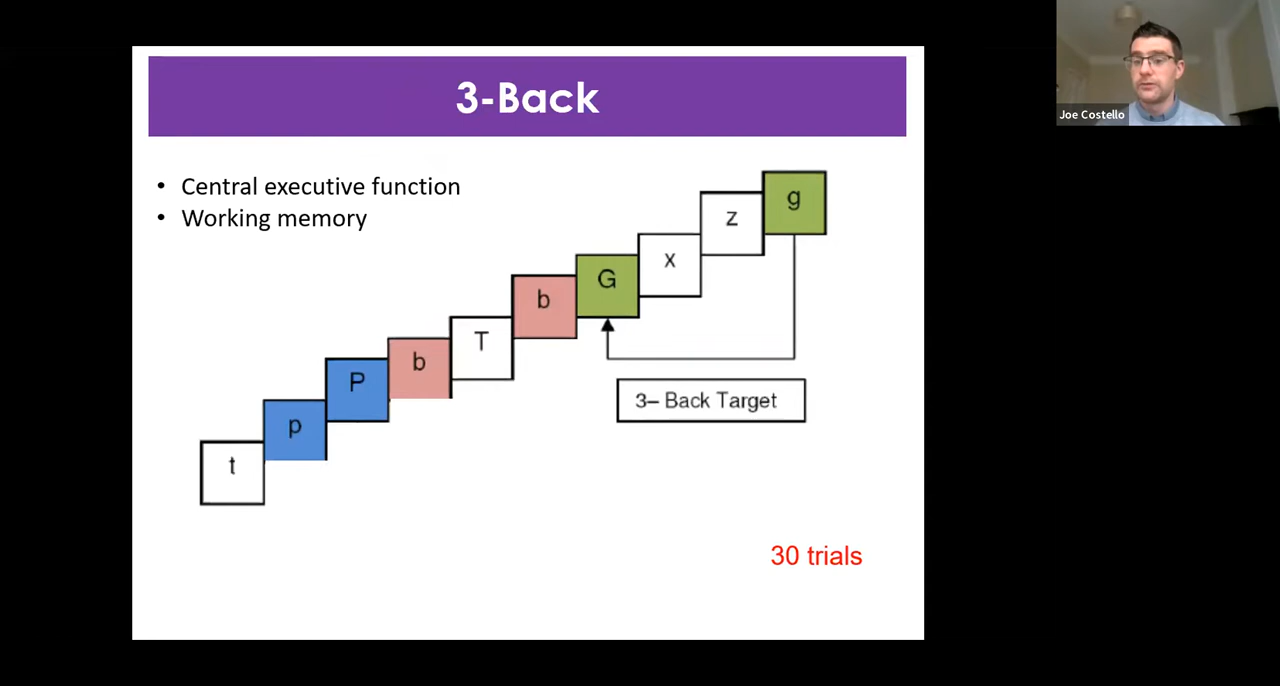 3-Back
• Central executive function
• Working memory
g
z
x
G
b
T
b
P
p
t
3– Back Target
30 trials
Joe Costello